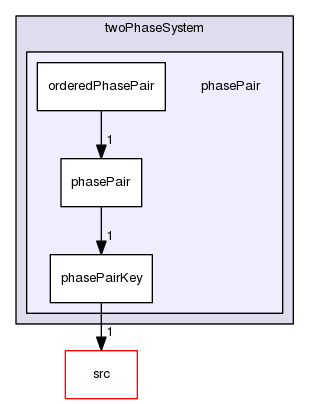 twoPhaseSystem
orderedPhasePair
phasePair
1
phasePair
1
phasePairKey
1
src